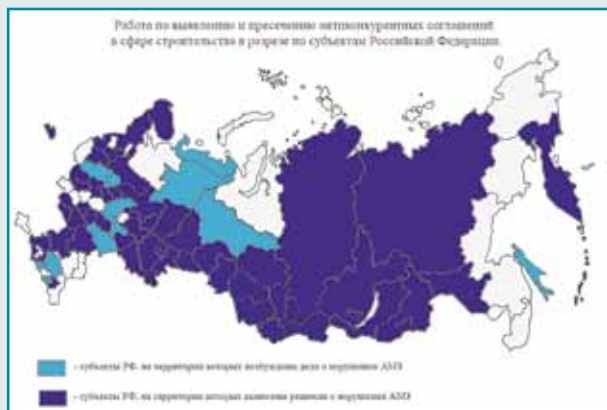 Работа по выявлению и пресечению антиконкурентных соглашений
в сфере строительства в разрезе по субъектам Российской Федерации.
- субъекты РФ, на территории которых возбуждены дела о нарушении АМЗ
- субъекты РФ, на территории которых вынесены решения о нарушении АМЗ